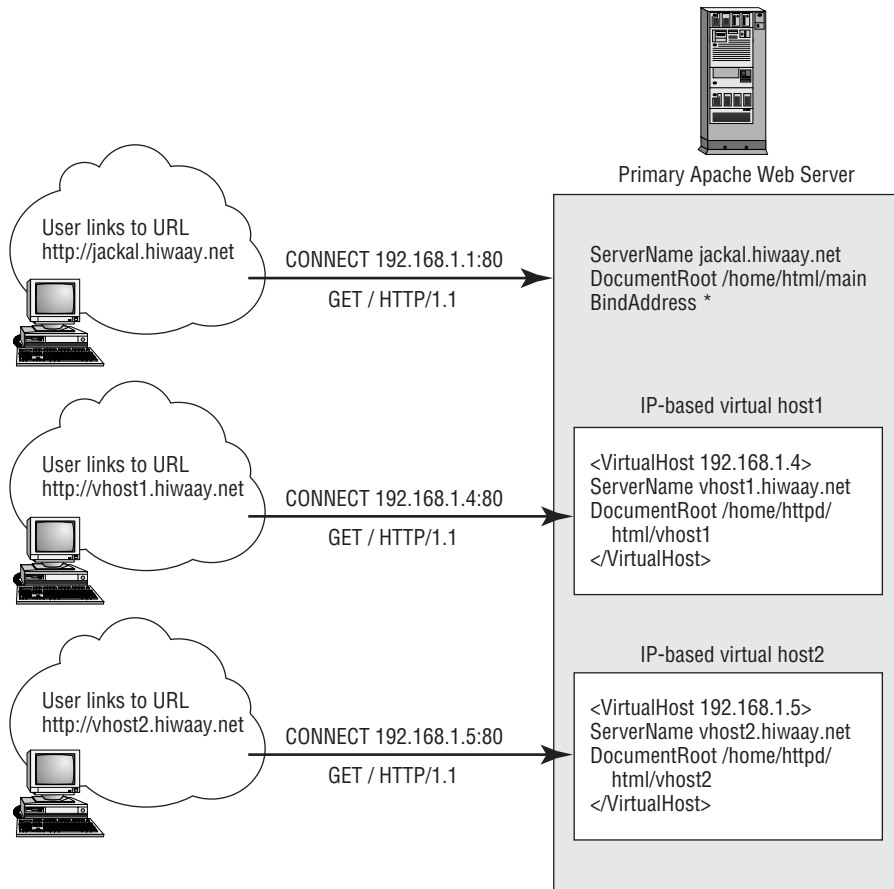 Primary Apache Web Server
User links to URL
http://jackal.hiwaay.net
CONNECT 192.168.1.1:80
GET / HTTP/1.1
ServerName jackal.hiwaay.net
DocumentRoot /home/html/main
BindAddress *
IP-based virtual host1
User links to URL
http://vhost1.hiwaay.net
CONNECT 192.168.1.4:80
GET / HTTP/1.1
<VirtualHost 192.168.1.4>
ServerName vhost1.hiwaay.net
DocumentRoot /home/httpd/
html/vhost1
</VirtualHost>
IP-based virtual host2
User links to URL
http://vhost2.hiwaay.net
CONNECT 192.168.1.5:80
GET / HTTP/1.1
<VirtualHost 192.168.1.5>
ServerName vhost2.hiwaay.net
DocumentRoot /home/httpd/
html/vhost2
</VirtualHost>